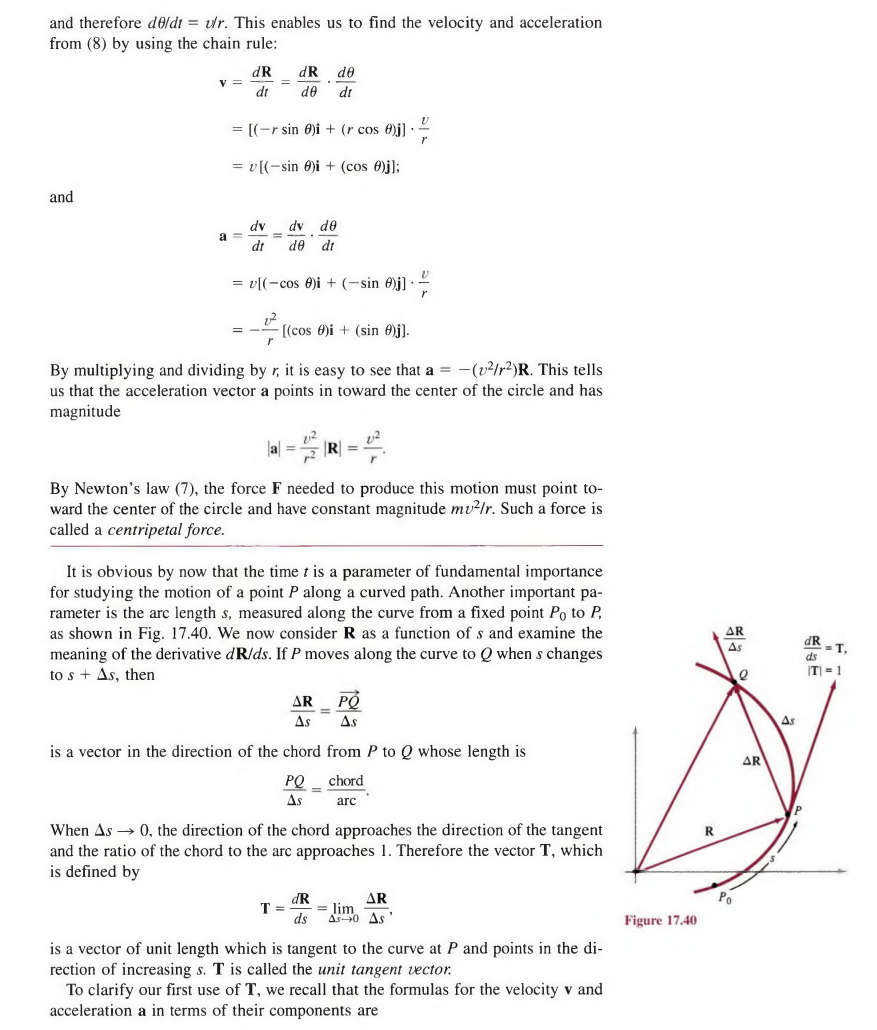 and therefore dθ/dt = v/r. This enables us to find the velocity and acceleration
from (8) by using the chain rule:
v = dR/dt = dR/dθ · dθ/dt
= [(−r sin θ)i + (r cos θ)j] · v/r
= v[(−sin θ)i + (cos θ)j];
and
a = dv/dt = dv/dθ · dθ/dt
= v[(−cos θ)i + (−sin θ)j] · v/r
= −v²/r [(cos θ)i + (sin θ)j].
By multiplying and dividing by r, it is easy to see that a = −(v²/r²)R. This tells
us that the acceleration vector a points in toward the center of the circle and has
magnitude
|a| = v²/r² |R| = v²/r.
By Newton's law (7), the force F needed to produce this motion must point to-
ward the center of the circle and have constant magnitude mv²/r. Such a force is
called a centripetal force.
It is obvious by now that the time t is a parameter of fundamental importance
for studying the motion of a point P along a curved path. Another important pa-
rameter is the arc length s, measured along the curve from a fixed point P₀ to P,
as shown in Fig. 17.40. We now consider R as a function of s and examine the
meaning of the derivative dR/ds. If P moves along the curve to Q when s changes
to s + Δs, then
ΔR/Δs = PQ⃗/Δs
is a vector in the direction of the chord from P to Q whose length is
PQ/Δs = chord/arc.
When Δs → 0, the direction of the chord approaches the direction of the tangent
and the ratio of the chord to the arc approaches 1. Therefore the vector T, which
is defined by
T = dR/ds = lim Δs→0 ΔR/Δs,
is a vector of unit length which is tangent to the curve at P and points in the di-
rection of increasing s. T is called the unit tangent vector.
To clarify our first use of T, we recall that the formulas for the velocity v and
acceleration a in terms of their components are
ΔR/Δs
dR/ds = T,
|T| = 1
Q
Δs
ΔR
P
R
s
P₀
Figure 17.40